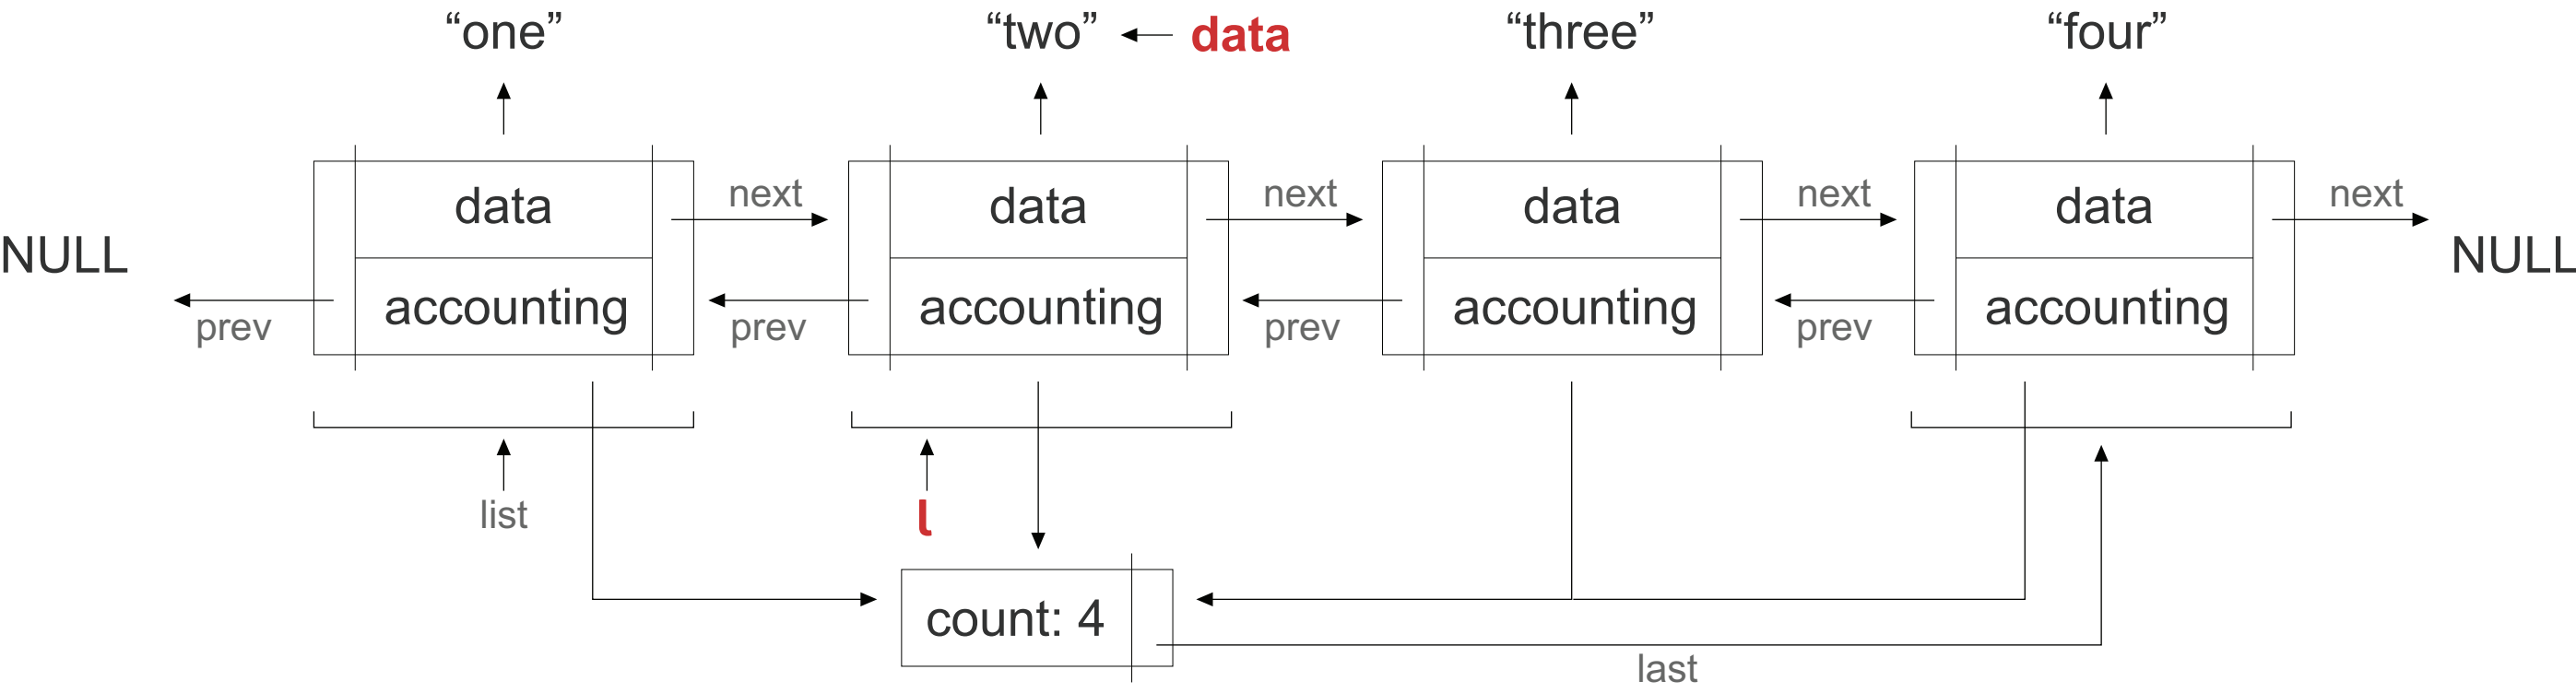 “one” “two” data “three” “four”
next next next next
data data data data
NULL NULL
accounting accounting accounting accounting
prev prev prev prev
list l
count: 4
last